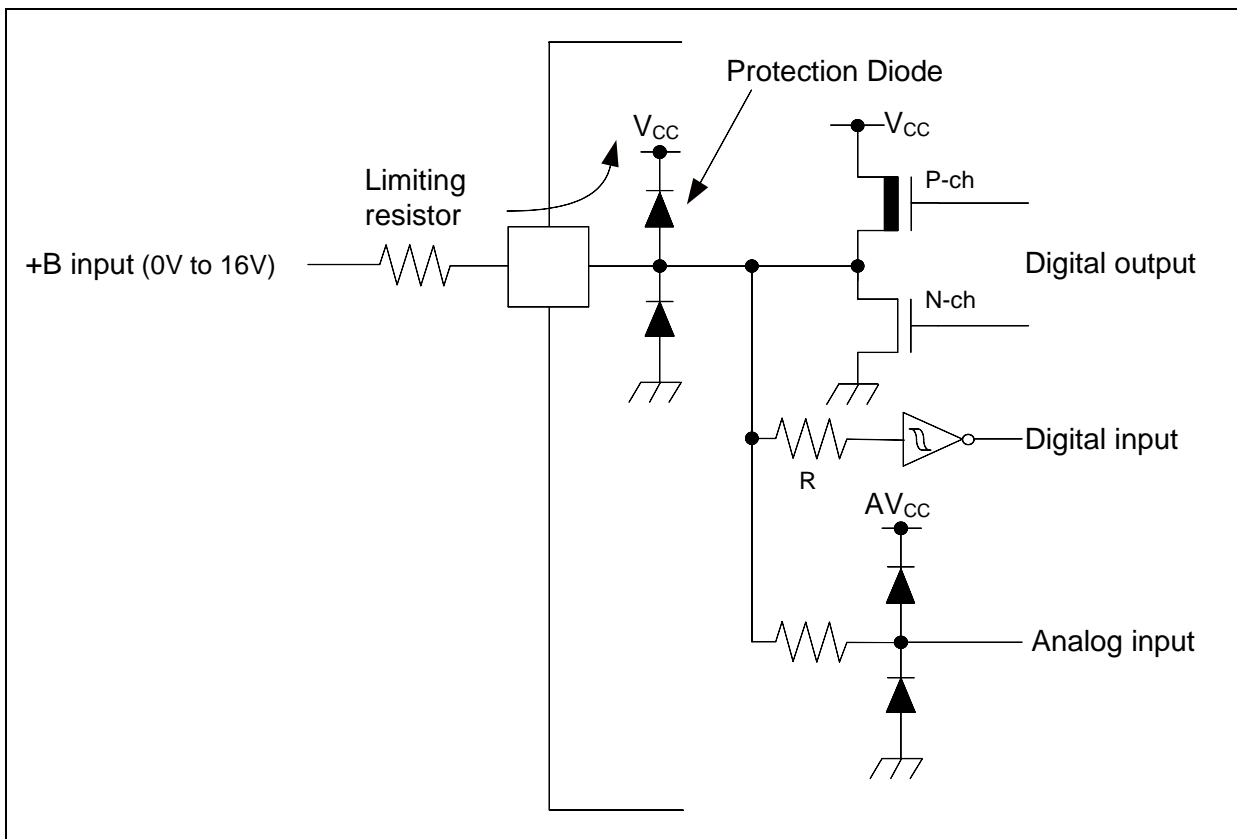 Protection Diode
VCC
VCC
Limiting
resistor
P-ch
+B input (0V to 16V)
Digital output
N-ch
Digital input
R
AVCC
Analog input